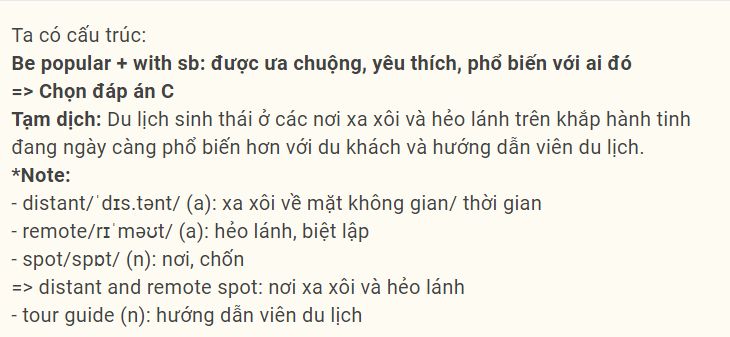 Ta có cấu trúc:
Be popular + with sb: được ưa chuộng, yêu thích, phổ biến với ai đó
=> Chọn đáp án C
Tạm dịch: Du lịch sinh thái ở các nơi xa xôi và hẻo lánh trên khắp hành tinh
đang ngày càng phổ biến hơn với du khách và hướng dẫn viên du lịch.
*Note:
- distant/ˈdɪs.tənt/ (a): xa xôi về mặt không gian/ thời gian
- remote/rɪˈməʊt/ (a): hẻo lánh, biệt lập
- spot/spɒt/ (n): nơi, chốn
=> distant and remote spot: nơi xa xôi và hẻo lánh
- tour guide (n): hướng dẫn viên du lịch